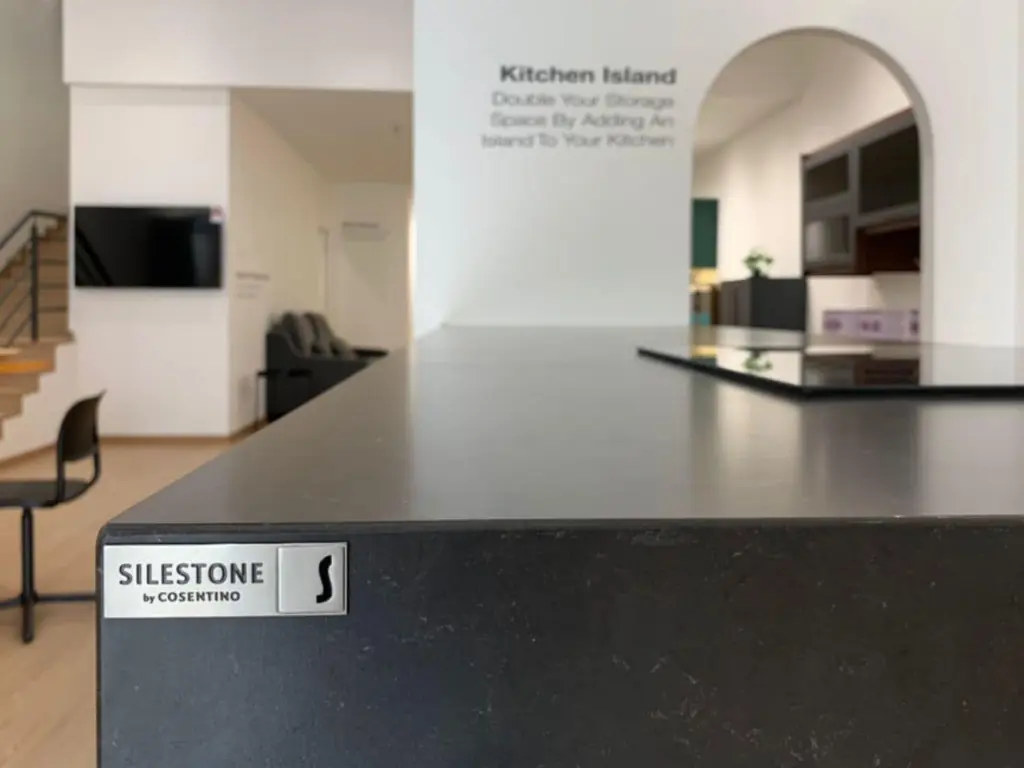 Kitchen Island
Double Your Storage
Space By Adding An
Island To Your Kitchen
SILESTONE
by COSENTINO